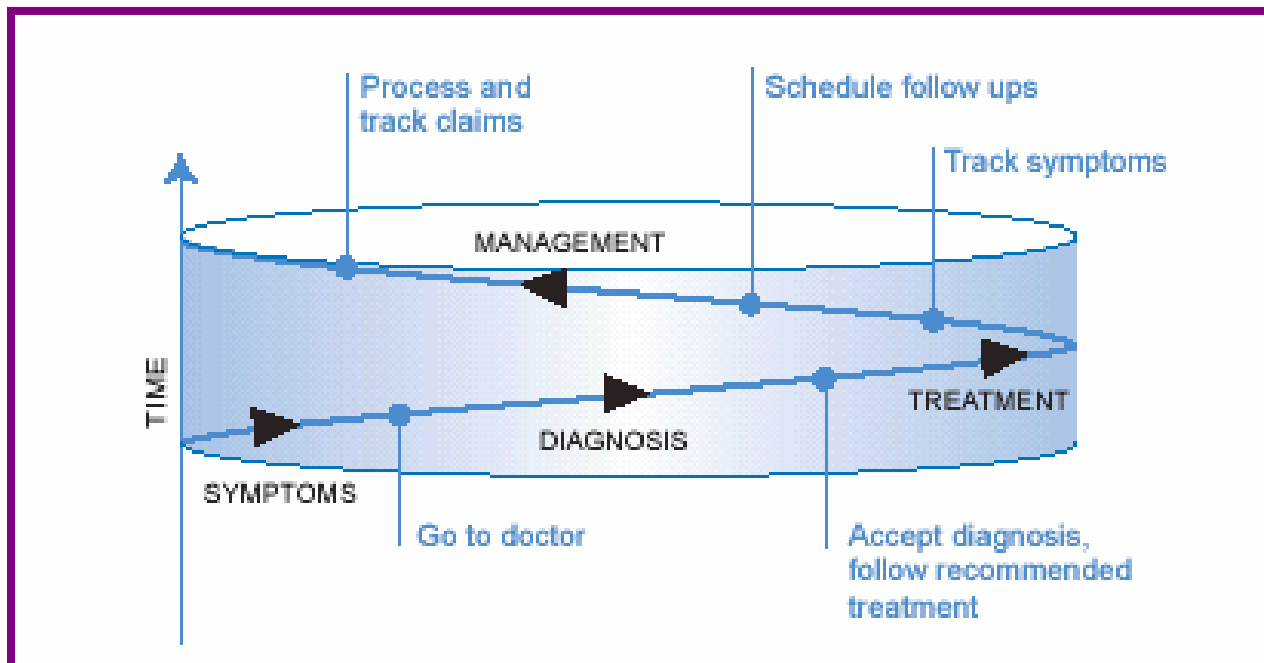 Process and
track claims
Schedule follow ups
Track symptoms
MANAGEMENT
TIME
TREATMENT
DIAGNOSIS
SYMPTOMS
Go to doctor
Accept diagnosis,
follow recommended
treatment